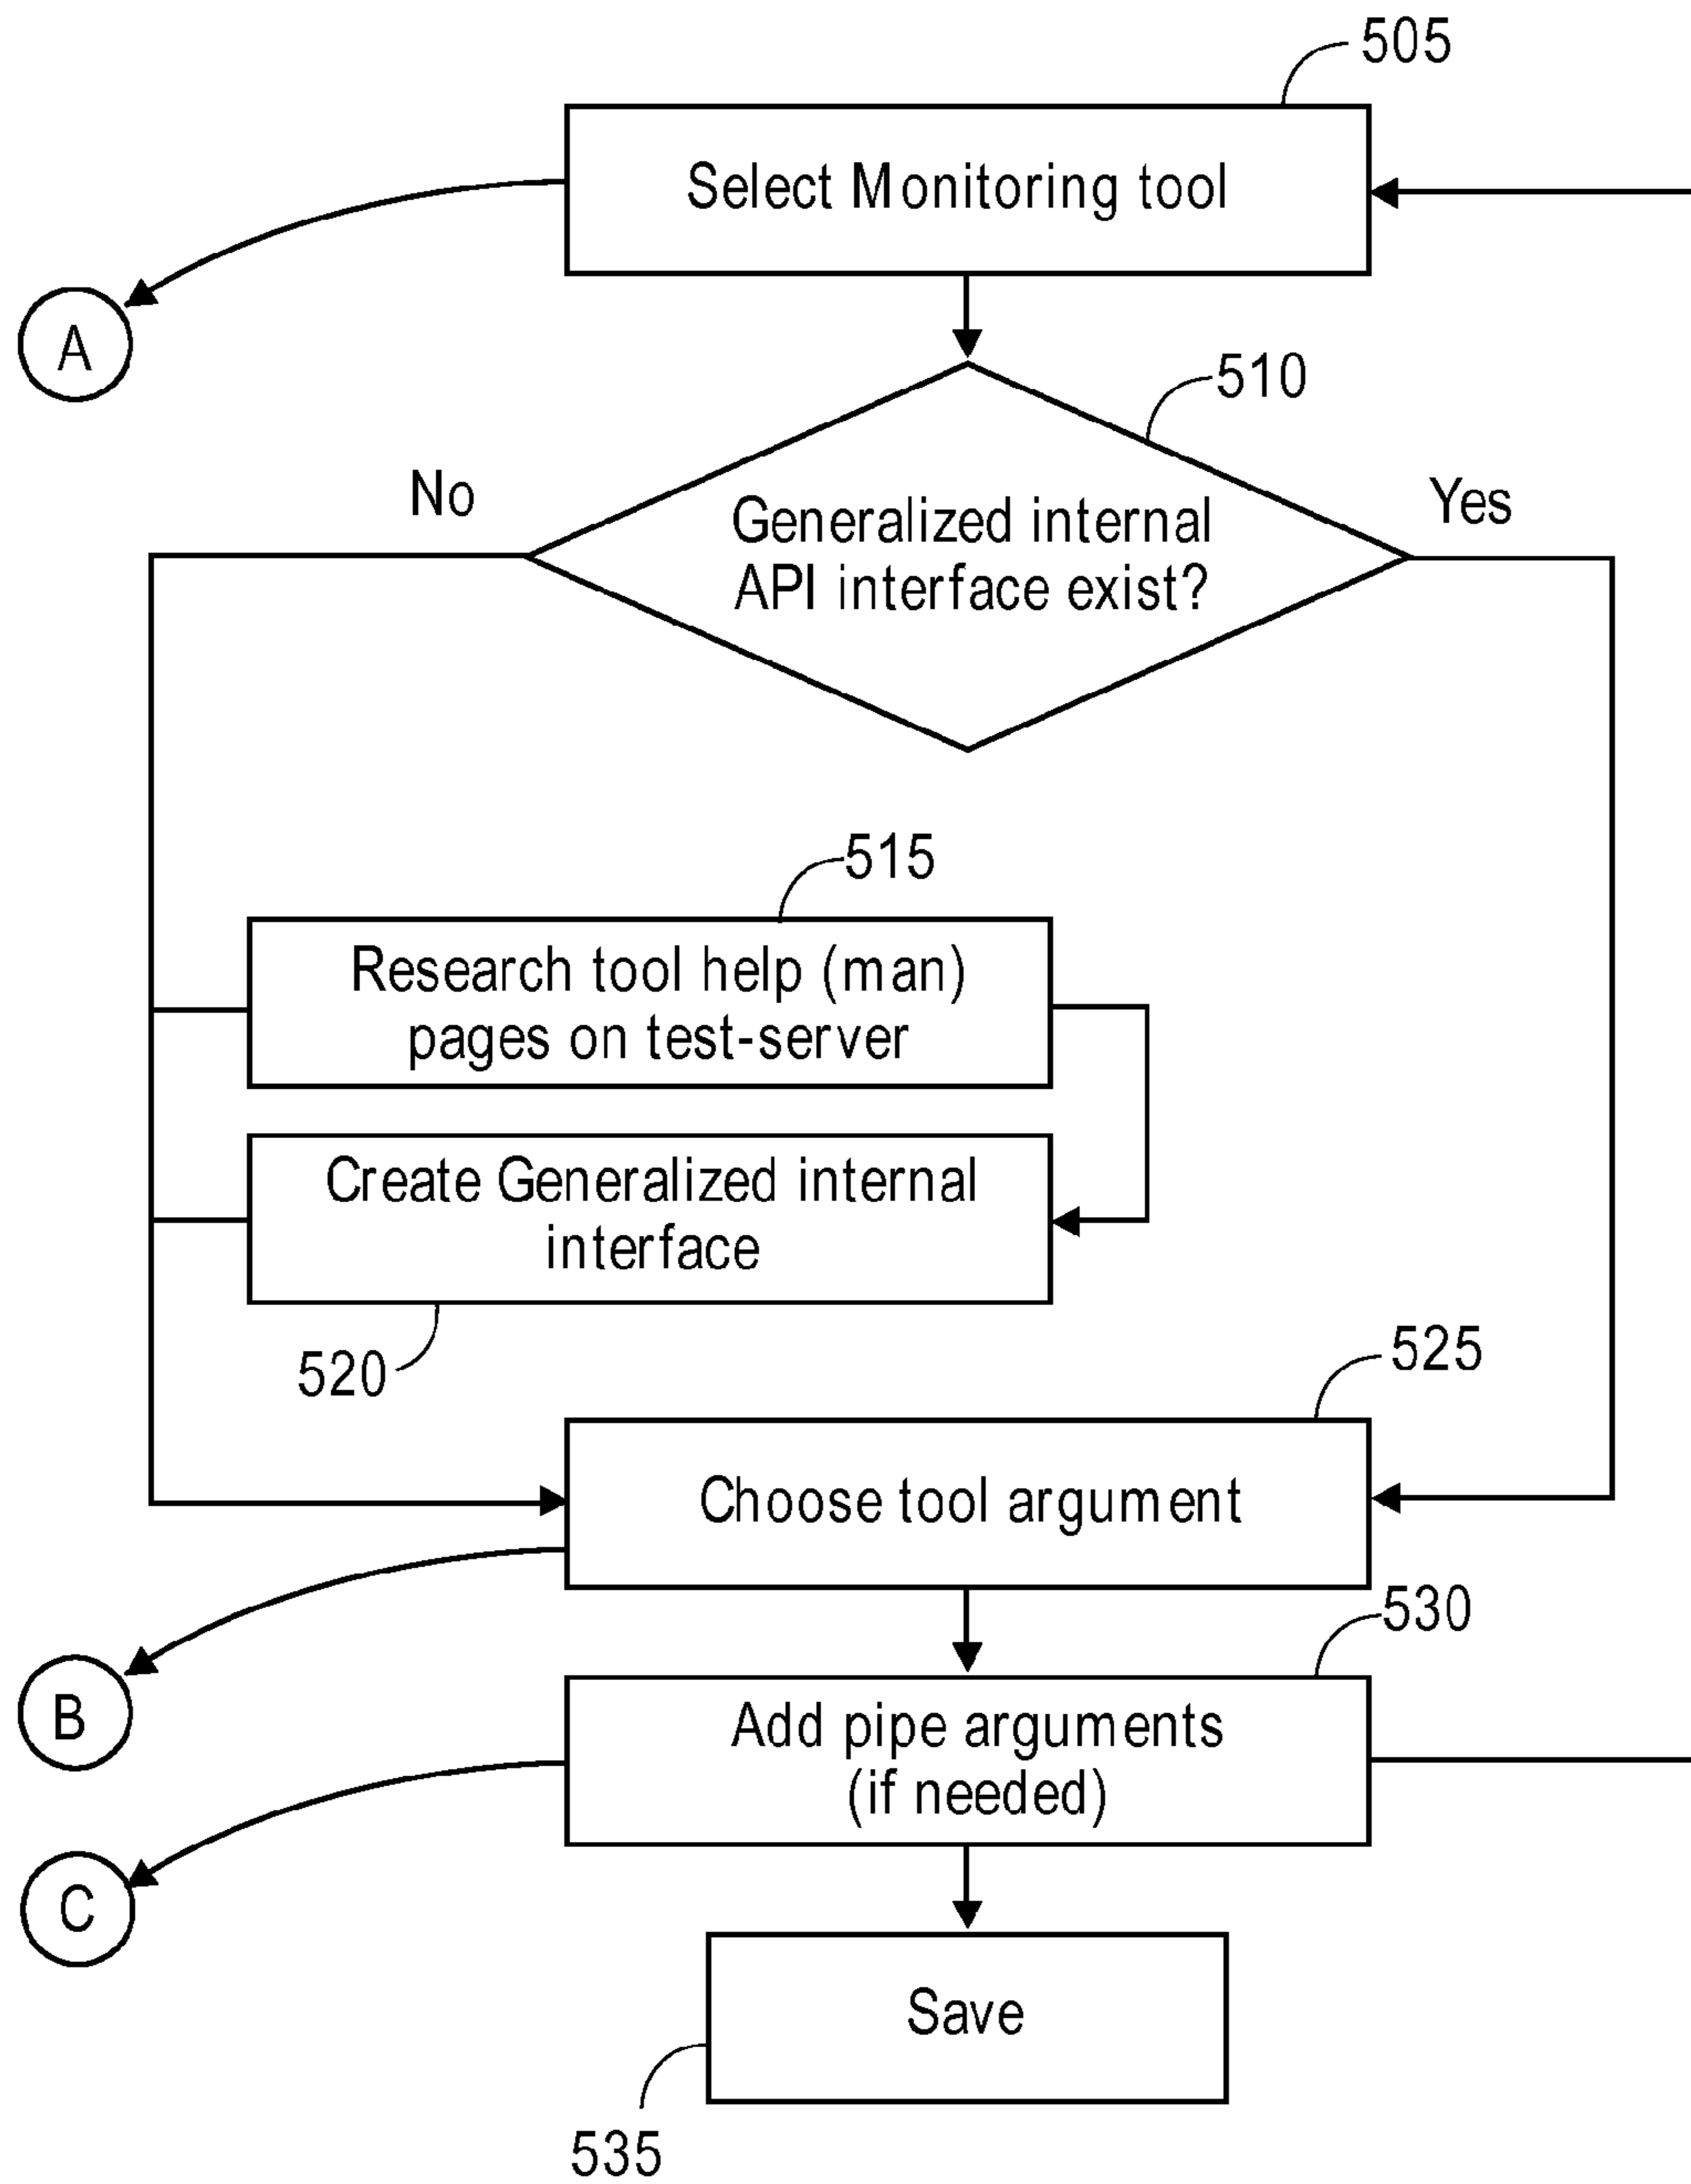 505
Select Monitoring tool
A
510
No
Yes
Generalized internal
API interface exist?
515
Research tool help (man)
pages on test-server
Create Generalized internal
interface
520
525
Choose tool argument
530
B
Add pipe arguments
(if needed)
C
Save
535